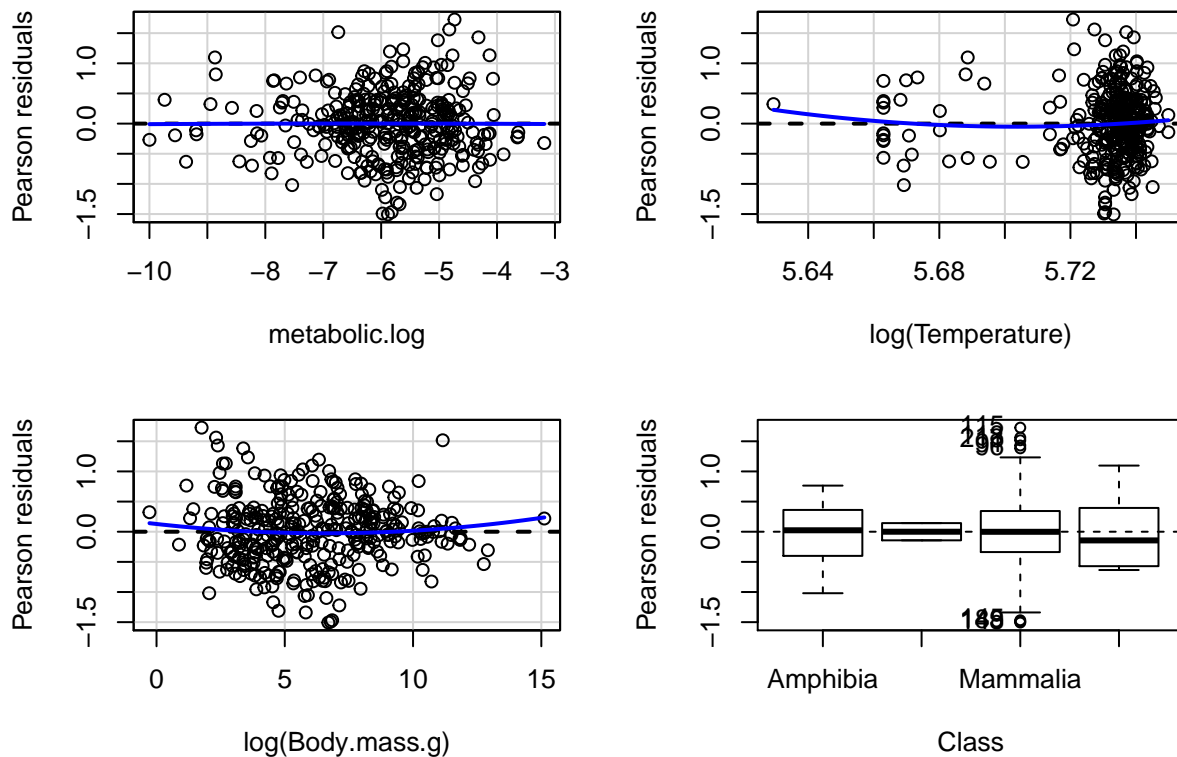 Pearson residuals
1.0
0.0
−1.5
−10
−8
−7
−6
−5
−4
−3
metabolic.log
Pearson residuals
1.0
0.0
−1.5
5.64
5.68
5.72
log(Temperature)
Pearson residuals
1.0
0.0
−1.5
0
5
10
15
log(Body.mass.g)
Pearson residuals
1.0
0.0
−1.5
115
Amphibia
Mammalia
Class